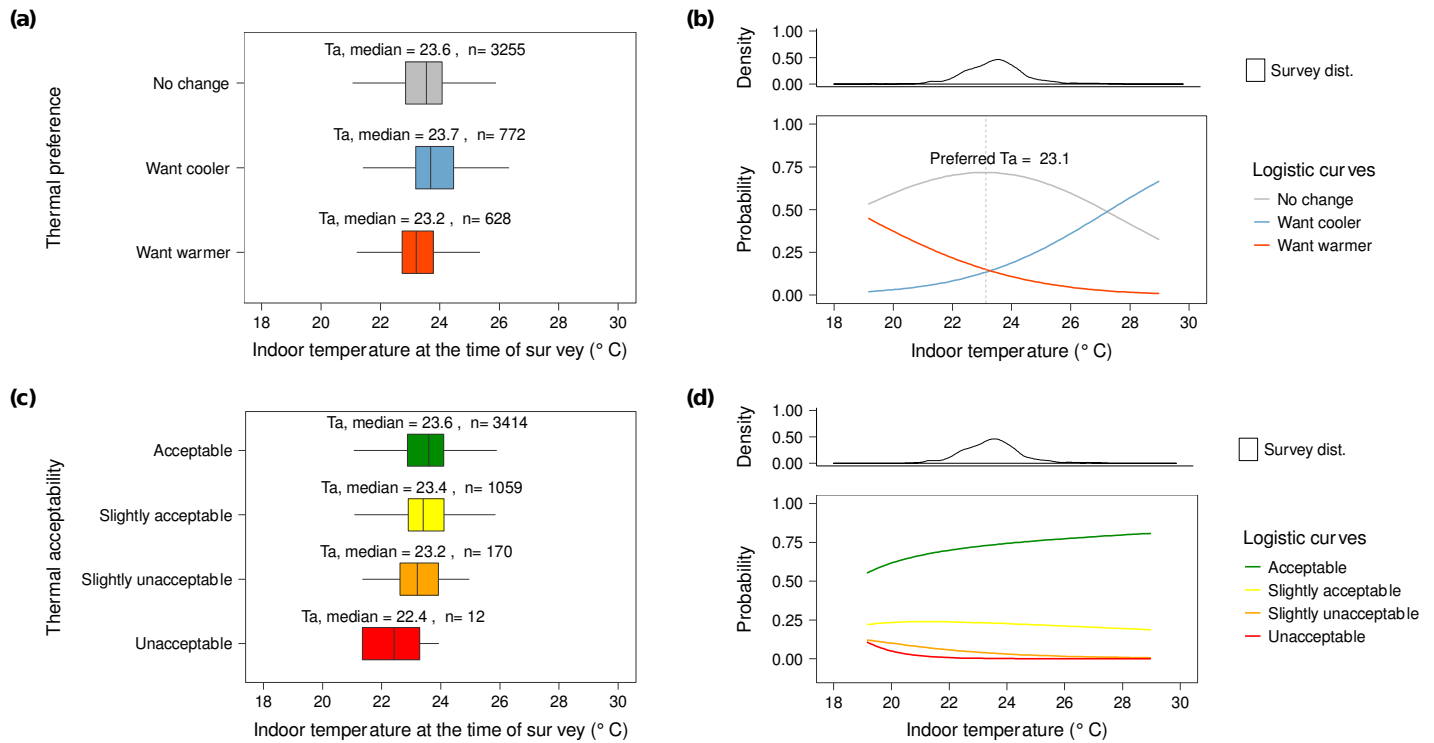 (a)
Ta, median = 23.6 , n= 3255
No change
Ta, median = 23.7 , n= 772
Want cooler
Ta, median = 23.2 , n= 628
Want warmer
Thermal preference
18 20 22 24 26 28 30
Indoor temperature at the time of sur vey (° C)
(b)
Density
1.00
0.50
0.00
Survey dist.
Probability
1.00
0.75
0.50
0.25
0.00
Preferred Ta = 23.1
18 20 22 24 26 28 30
Indoor temperature (° C)
Logistic curves
No change
Want cooler
Want warmer
(c)
Ta, median = 23.6 , n= 3414
Acceptable
Ta, median = 23.4 , n= 1059
Slightly acceptable
Ta, median = 23.2 , n= 170
Slightly unacceptable
Ta, median = 22.4 , n= 12
Unacceptable
Thermal acceptability
18 20 22 24 26 28 30
Indoor temperature at the time of sur vey (° C)
(d)
Density
1.00
0.50
0.00
Survey dist.
Probability
1.00
0.75
0.50
0.25
0.00
18 20 22 24 26 28 30
Indoor temperature (° C)
Logistic curves
Acceptable
Slightly acceptable
Slightly unacceptable
Unacceptable